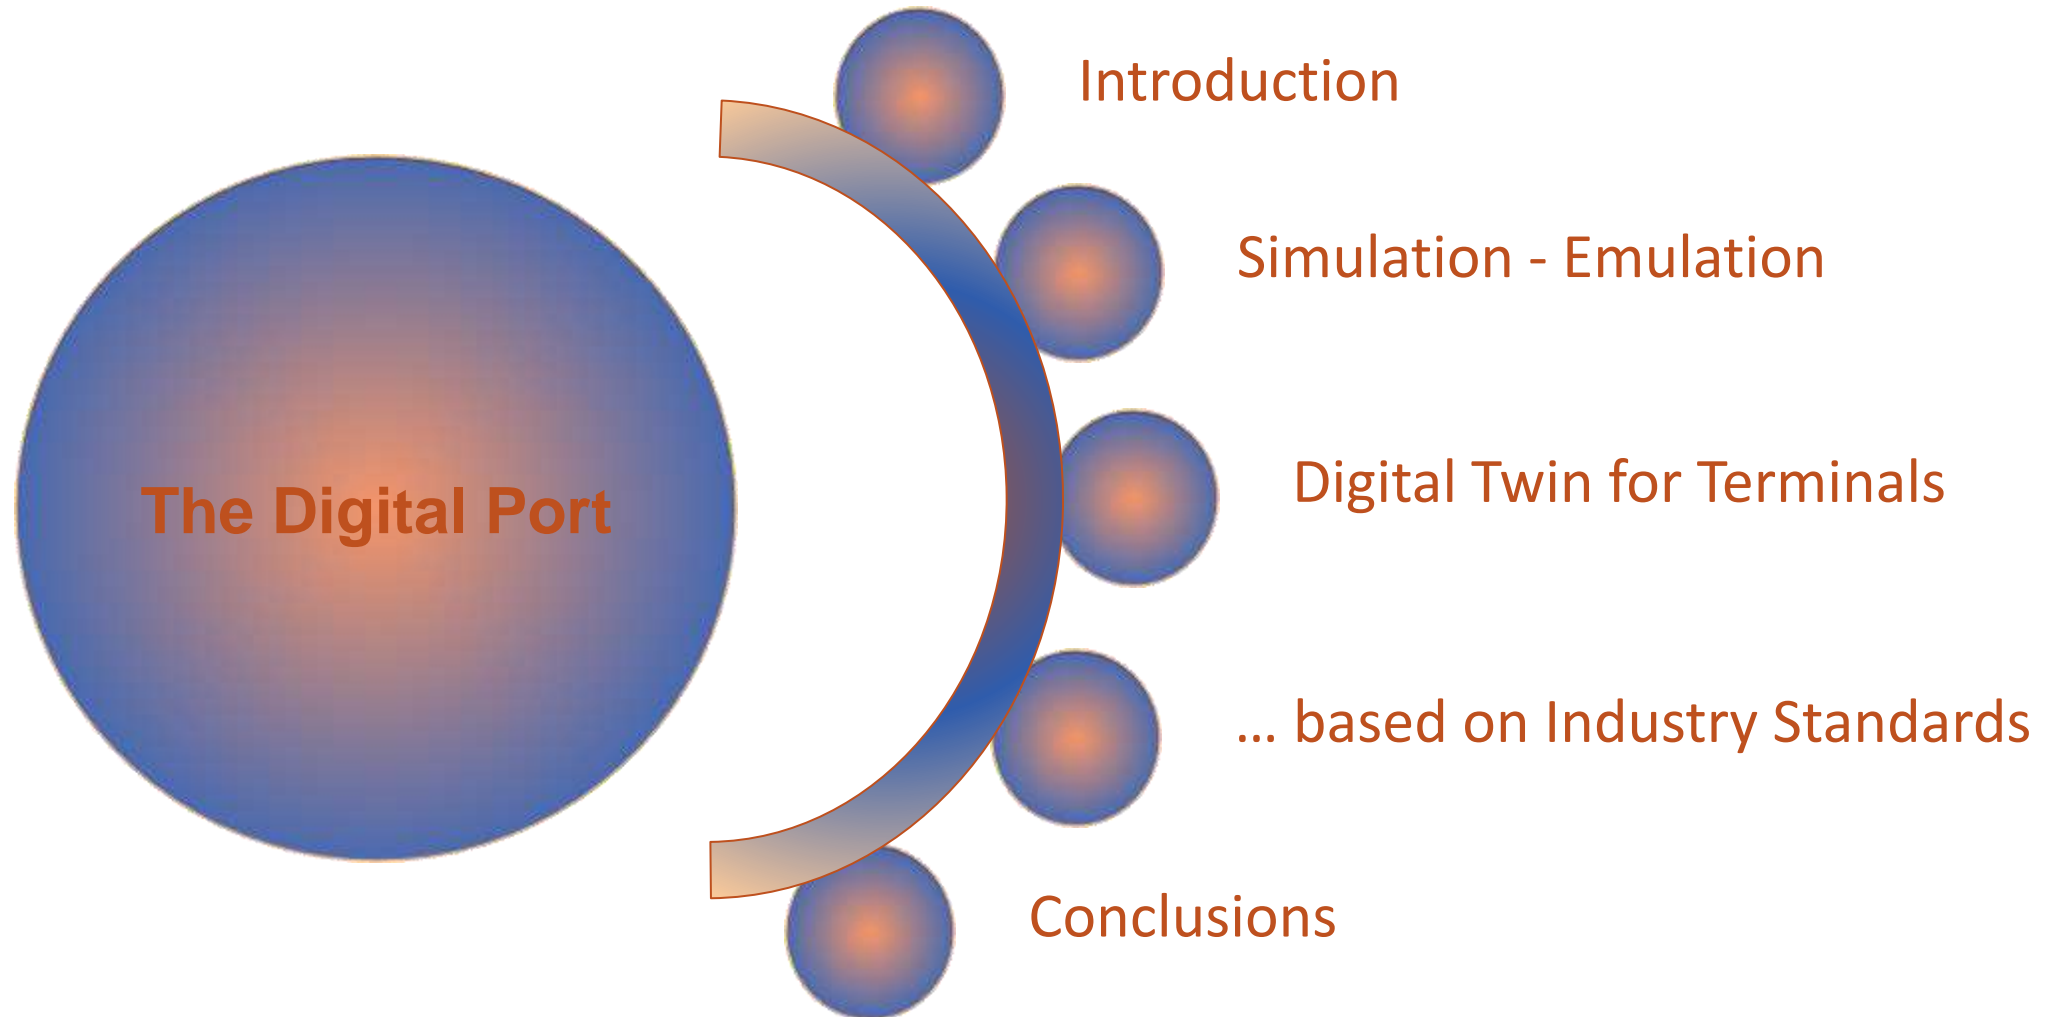 The Digital Port
Introduction
Simulation - Emulation
Digital Twin for Terminals
... based on Industry Standards
Conclusions